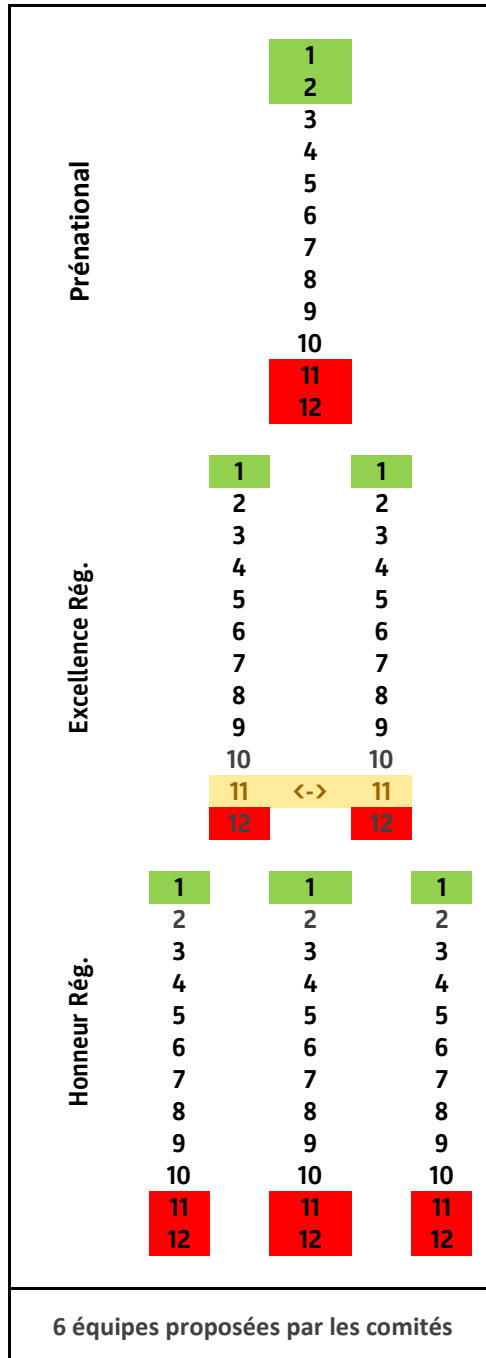 Prénational
1
2
3
4
5
6
7
8
9
10
11
12
Excellence Rég.
1 1
2 2
3 3
4 4
5 5
6 6
7 7
8 8
9 9
10 10
11 <-> 11
12 12
Honneur Rég.
1 1 1
2 2 2
3 3 3
4 4 4
5 5 5
6 6 6
7 7 7
8 8 8
9 9 9
10 10 10
11 11 11
12 12 12
6 équipes proposées par les comités